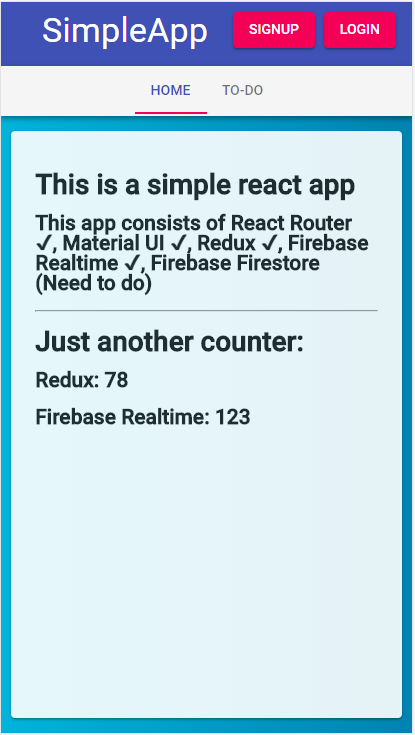 SimpleApp SIGNUP LOGIN
HOME TO-DO
This is a simple react app
This app consists of React Router
✓, Material UI ✓, Redux ✓, Firebase
Realtime ✓, Firebase Firestore
(Need to do)
Just another counter:
Redux: 78
Firebase Realtime: 123